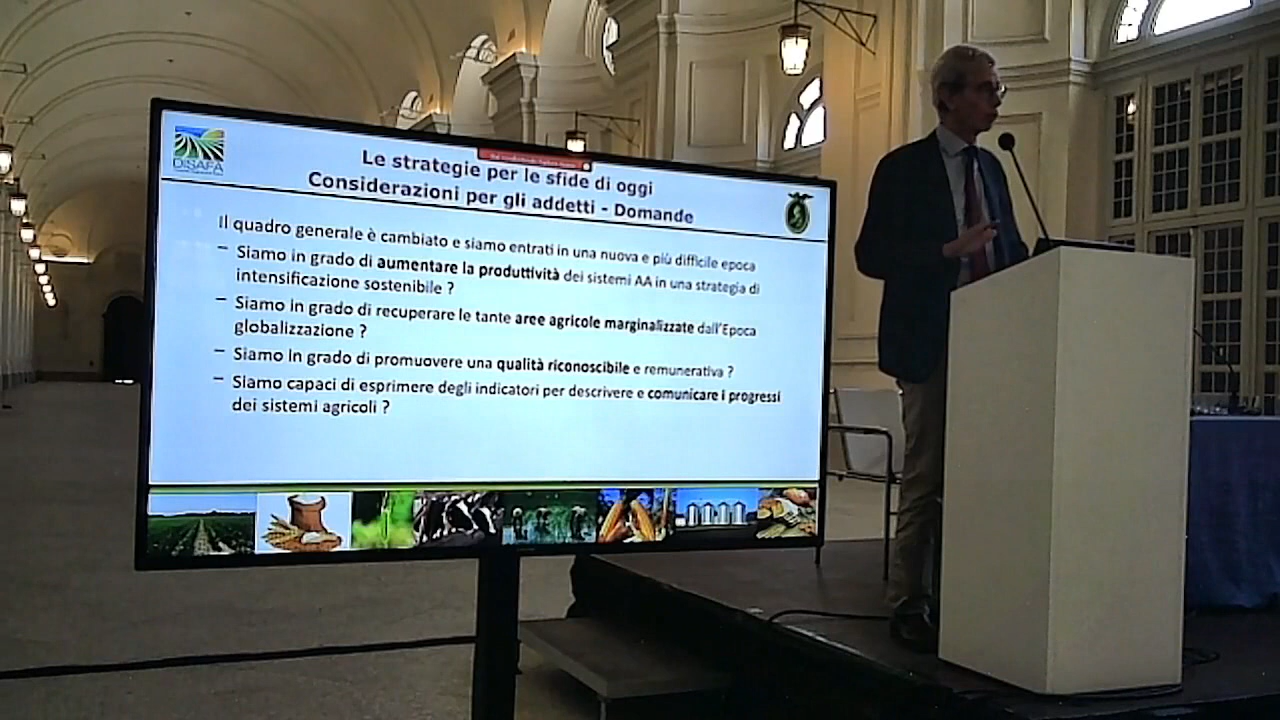 DISAFA
Le strategie per le sfide di oggi
Considerazioni per gli addetti - Domande
Il quadro generale è cambiato e siamo entrati in una nuova e più difficile epoca
– Siamo in grado di aumentare la produttività dei sistemi AA in una strategia di
intensificazione sostenibile ?
– Siamo in grado di recuperare le tante aree agricole marginalizzate dall'Epoca
globalizzazione ?
– Siamo in grado di promuovere una qualità riconoscibile e remunerativa ?
– Siamo capaci di esprimere degli indicatori per descrivere e comunicare i progressi
dei sistemi agricoli ?